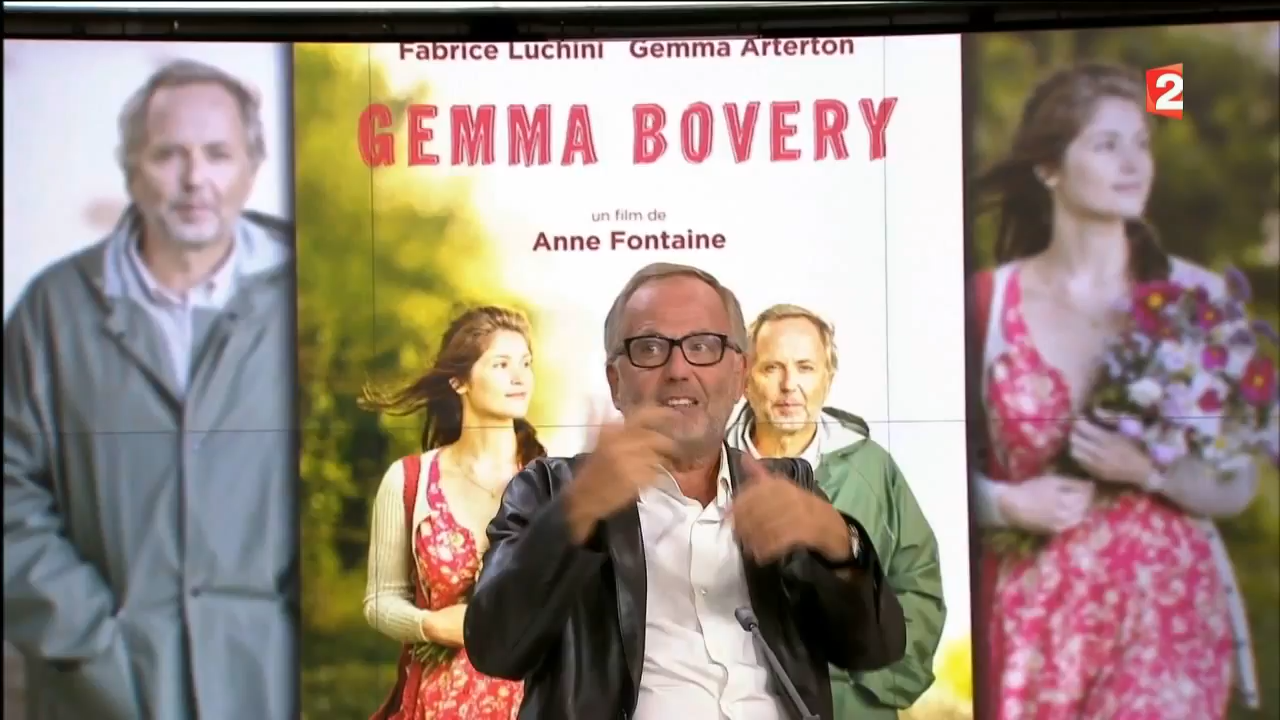 Fabrice Luchini Gemma Arterton
GEMMA BOVERY
un film de
Anne Fontaine
2